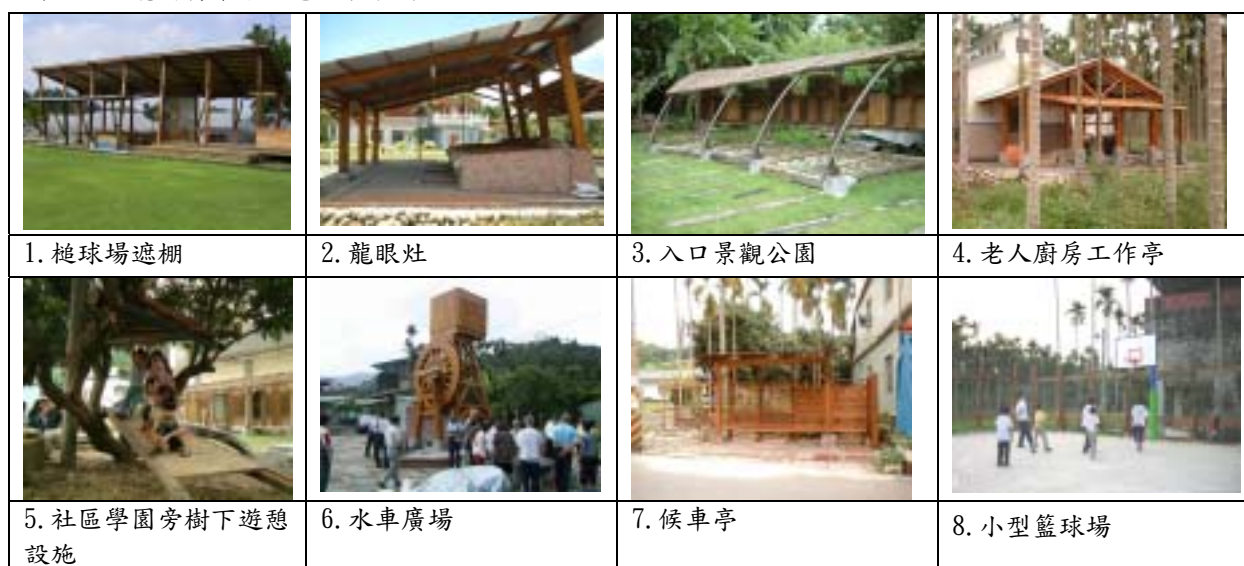 1.槌球場遮棚
2.龍眼灶
3.入口景觀公園
4.老人廚房工作亭
5.社區學園旁樹下遊憩
設施
6.水車廣場
7.候車亭
8.小型籃球場